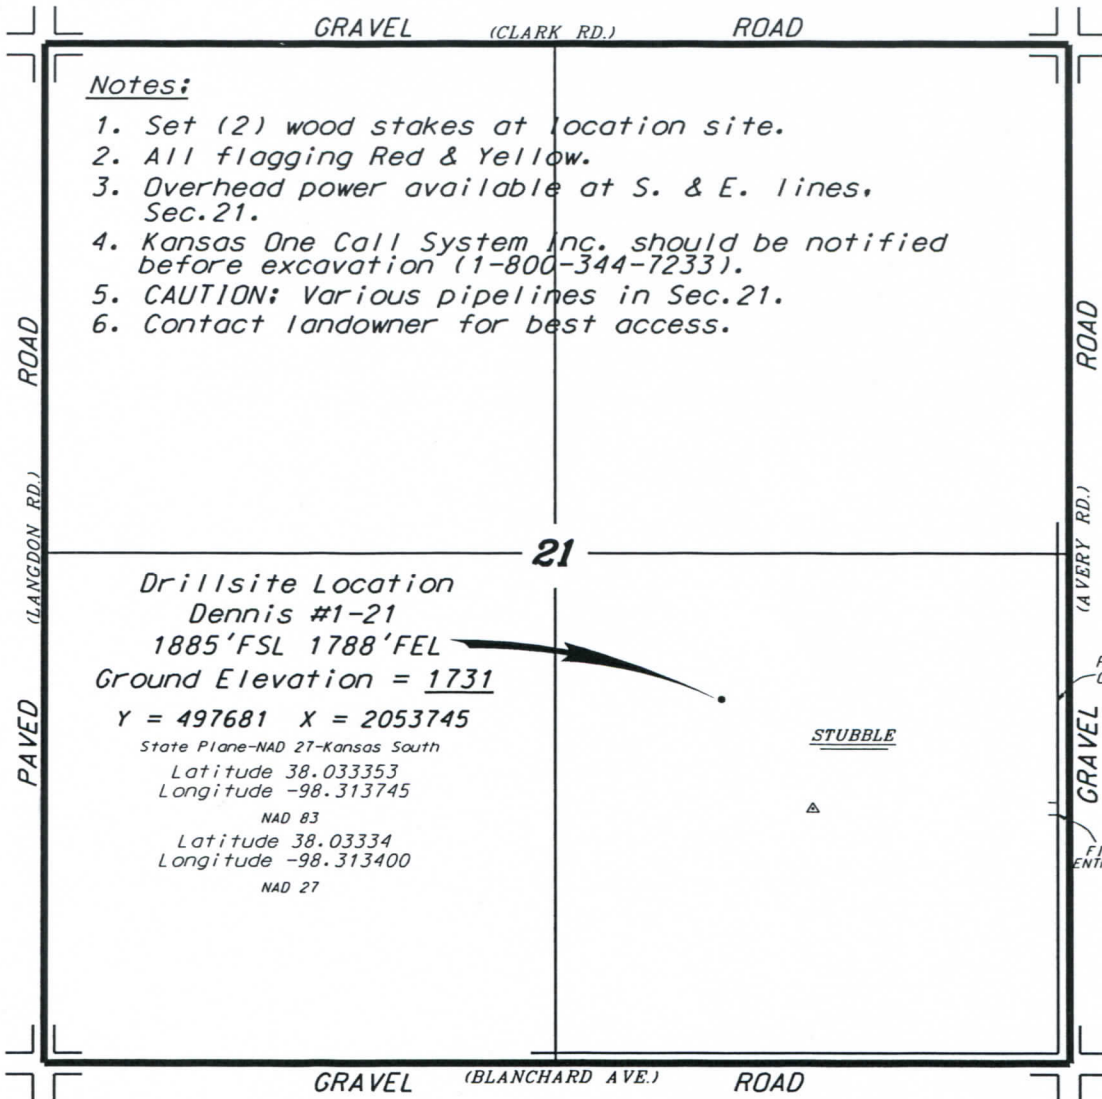 GRAVEL (CLARK RD.) ROAD
Notes:
1. Set (2) wood stakes at location site.
2. All flagging Red & Yellow.
3. Overhead power available at S. & E. lines,
Sec.21.
4. Kansas One Call System Inc. should be notified
before excavation (1-800-344-7233).
5. CAUTION: Various pipelines in Sec.21.
6. Contact landowner for best access.
PAVED (LANGDON RD.) ROAD
GRAVEL (AVERY RD.) ROAD
21
Drillsite Location
Dennis #1-21
1885'FSL 1788'FEL
Ground Elevation = 1731
Y = 497681 X = 2053745
State Plane-NAD 27-Kansas South
Latitude 38.033353
Longitude -98.313745
NAD 83
Latitude 38.03334
Longitude -98.313400
NAD 27
STUBBLE
GRAVEL (BLANCHARD AVE.) ROAD